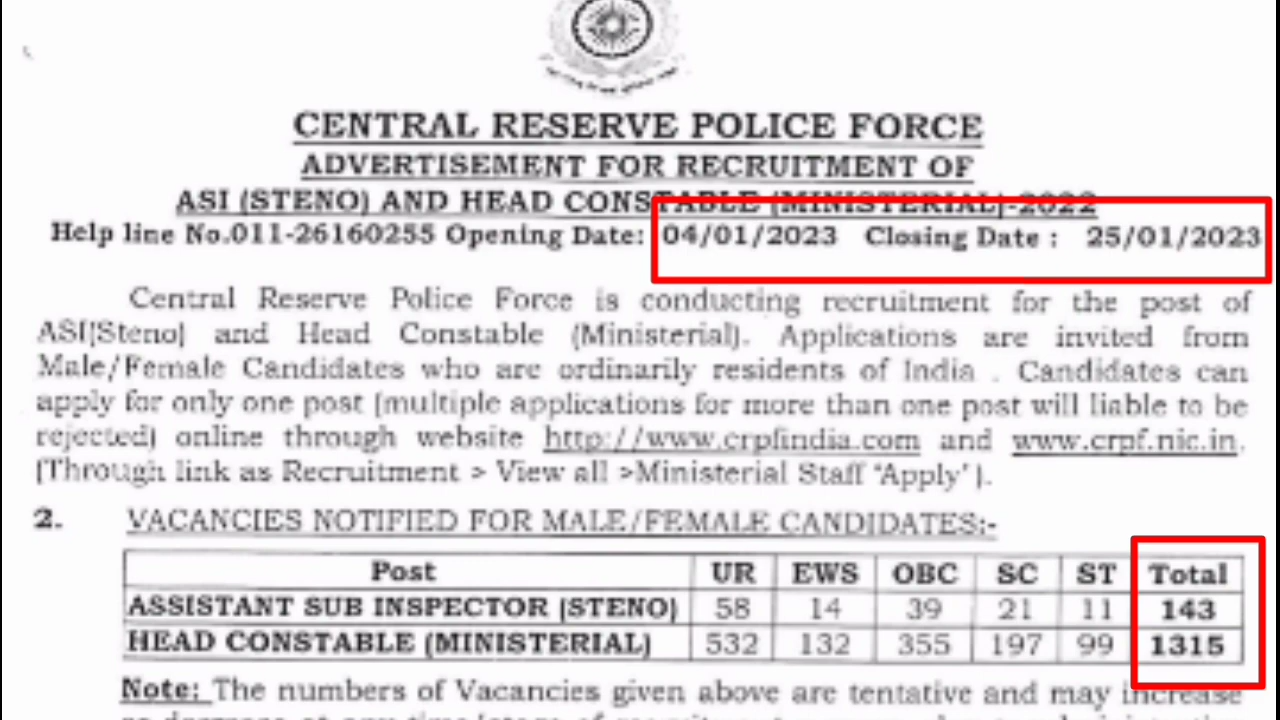 CENTRAL RESERVE POLICE FORCE
ADVERTISEMENT FOR RECRUITMENT OF
ASI (STENO) AND HEAD CONSTABLE (MINISTERIAL)-2022
Help line No.011-26160255 Opening Date: 04/01/2023 Closing Date : 25/01/2023
Central Reserve Police Force is conducting recruitment for the post of
ASI(Steno) and Head Constable (Ministerial). Applications are invited from
Male/Female Candidates who are ordinarily residents of India . Candidates can
apply for only one post (multiple applications for more than one post will liable to be
rejected) online through website http://www.crpfindia.com and www.crpf.nic.in.
(Through link as Recruitment > View all >Ministerial Staff 'Apply' ).
2. VACANCIES NOTIFIED FOR MALE/FEMALE CANDIDATES:-
Post UR EWS OBC SC ST Total
ASSISTANT SUB INSPECTOR (STENO) 58 14 39 21 11 143
HEAD CONSTABLE (MINISTERIAL) 532 132 355 197 99 1315
Note: The numbers of Vacancies given above are tentative and may increase